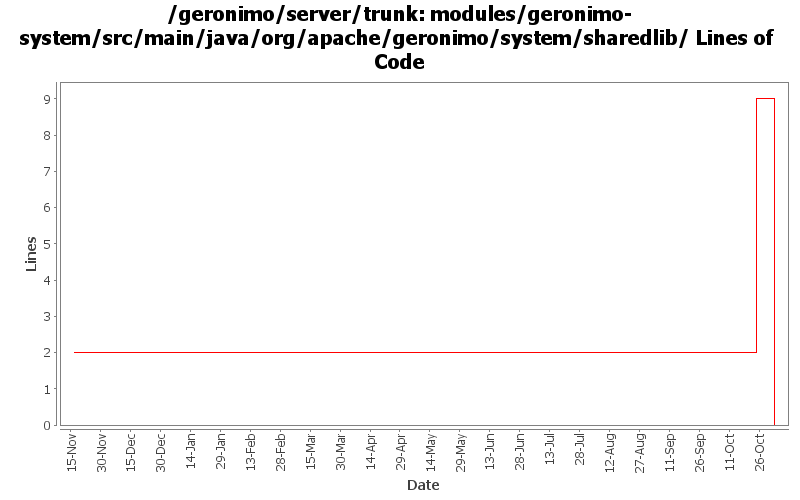 /geronimo/server/trunk: modules/geronimo-
system/src/main/java/org/apache/geronimo/system/sharedlib/ Lines of
Code
9
8
7
6
5
4
3
2
1
0
Lines
15-Nov
30-Nov
15-Dec
30-Dec
14-Jan
29-Jan
13-Feb
28-Feb
15-Mar
30-Mar
14-Apr
29-Apr
14-May
29-May
13-Jun
28-Jun
13-Jul
28-Jul
12-Aug
27-Aug
11-Sep
26-Sep
11-Oct
26-Oct
Date